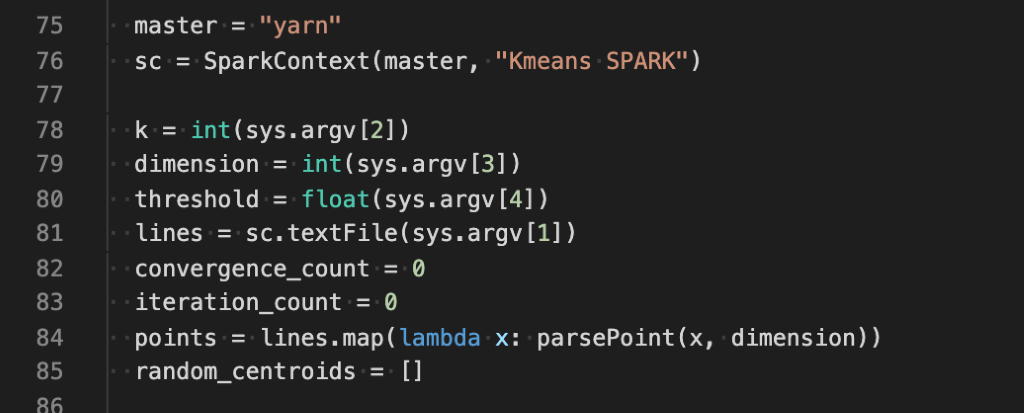 75 master = "yarn"
76 sc = SparkContext(master, "Kmeans SPARK")
77
78 k = int(sys.argv[2])
79 dimension = int(sys.argv[3])
80 threshold = float(sys.argv[4])
81 lines = sc.textFile(sys.argv[1])
82 convergence_count = 0
83 iteration_count = 0
84 points = lines.map(lambda x: parsePoint(x, dimension))
85 random_centroids = []
86